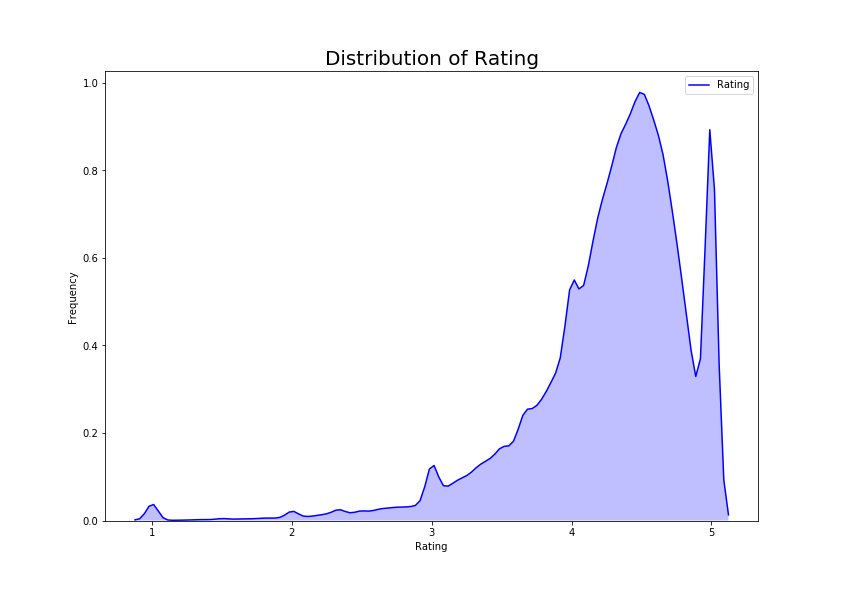 Distribution of Rating
Rating
1.0
0.8
0.6
0.4
0.2
0.0
Frequency
1 2 3 4 5
Rating